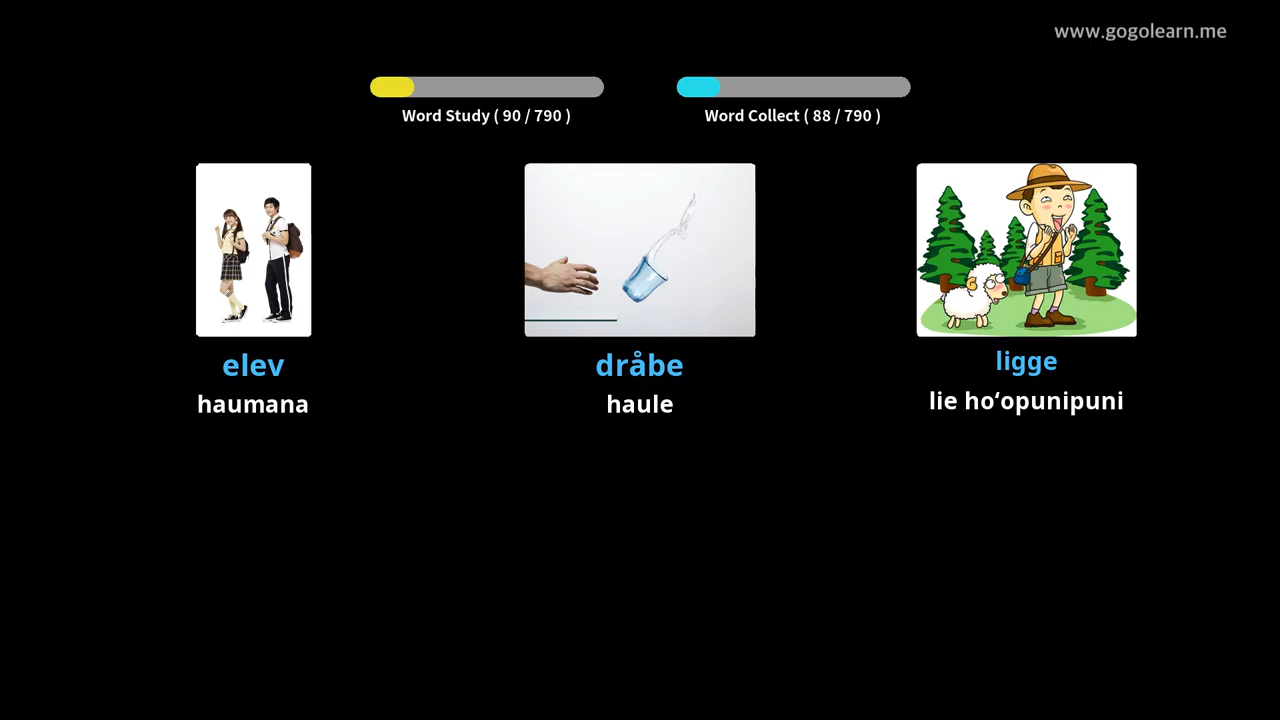 www.gogolearn.me
Word Study ( 90 / 790 )
Word Collect ( 88 / 790 )
elev
haumana
dråbe
haule
ligge
lie hoʻopunipuni